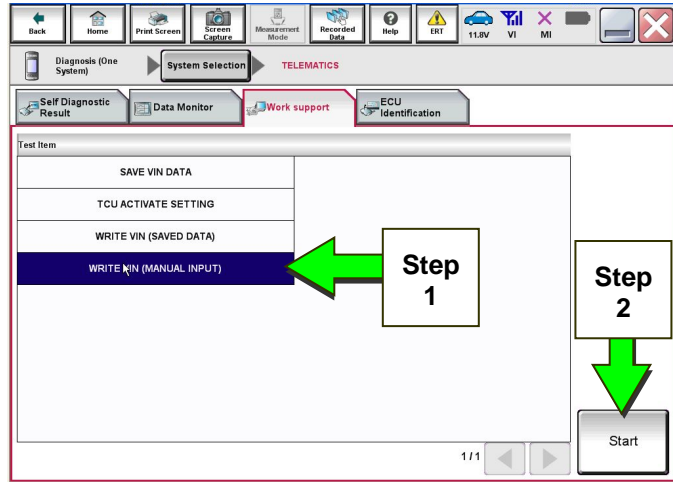 Back
Home
Print Screen
Screen
Capture
Measurement
Mode
Recorded
Data
Help
ERT
11.8V
VI
MI
Diagnosis (One
System)
System Selection
TELEMATICS
Self Diagnostic
Result
Data Monitor
Work support
ECU
Identification
Test Item
SAVE VIN DATA
TCU ACTIVATE SETTING
WRITE VIN (SAVED DATA)
WRITE VIN (MANUAL INPUT)
Step
1
Step
2
1/1
Start